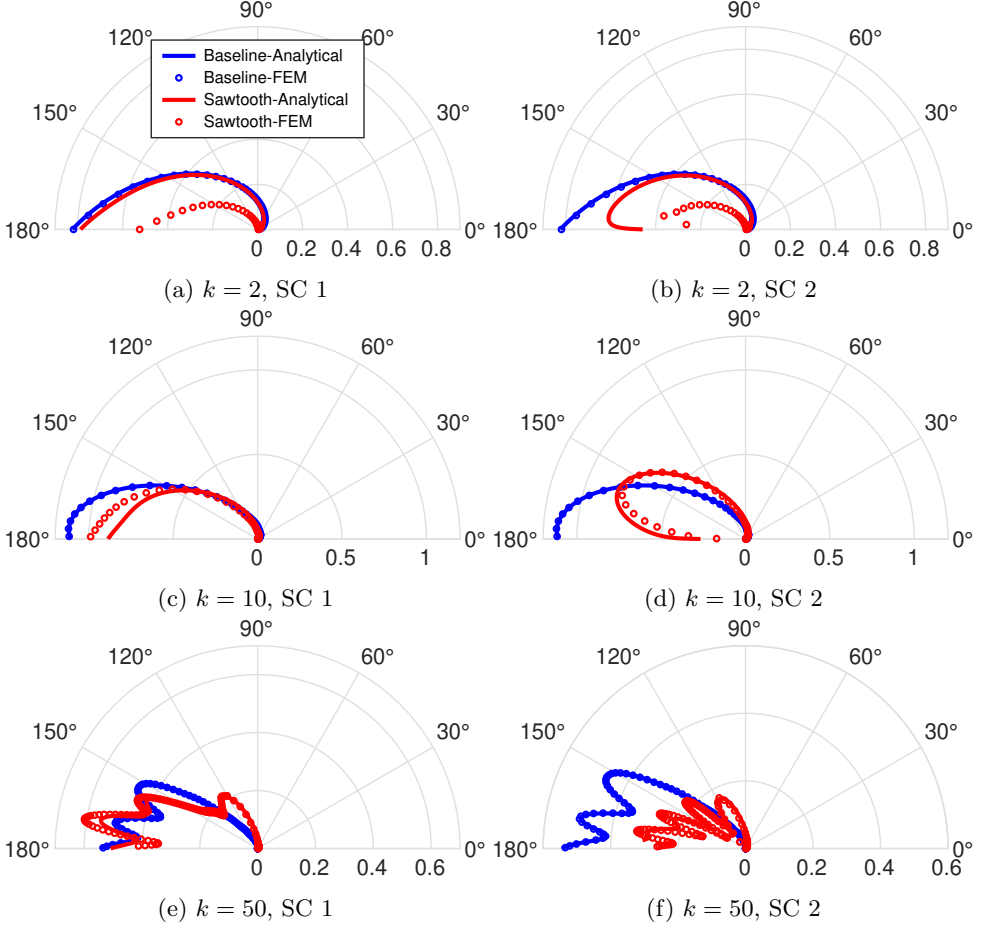 90° 90°
120° 60° 120° 60°
Baseline-Analytical
Baseline-FEM
Sawtooth-Analytical
Sawtooth-FEM
150° 30° 150° 30°
180° 0° 180° 0°
0 0.2 0.4 0.6 0.8 0 0.2 0.4 0.6 0.8
(a) k = 2, SC 1 (b) k = 2, SC 2
90° 90°
120° 60° 120° 60°
150° 30° 150° 30°
180° 0° 180° 0°
0 0.5 1 0 0.5 1
(c) k = 10, SC 1 (d) k = 10, SC 2
90° 90°
120° 60° 120° 60°
150° 30° 150° 30°
180° 0° 180° 0°
0 0.2 0.4 0.6 0 0.2 0.4 0.6
(e) k = 50, SC 1 (f) k = 50, SC 2